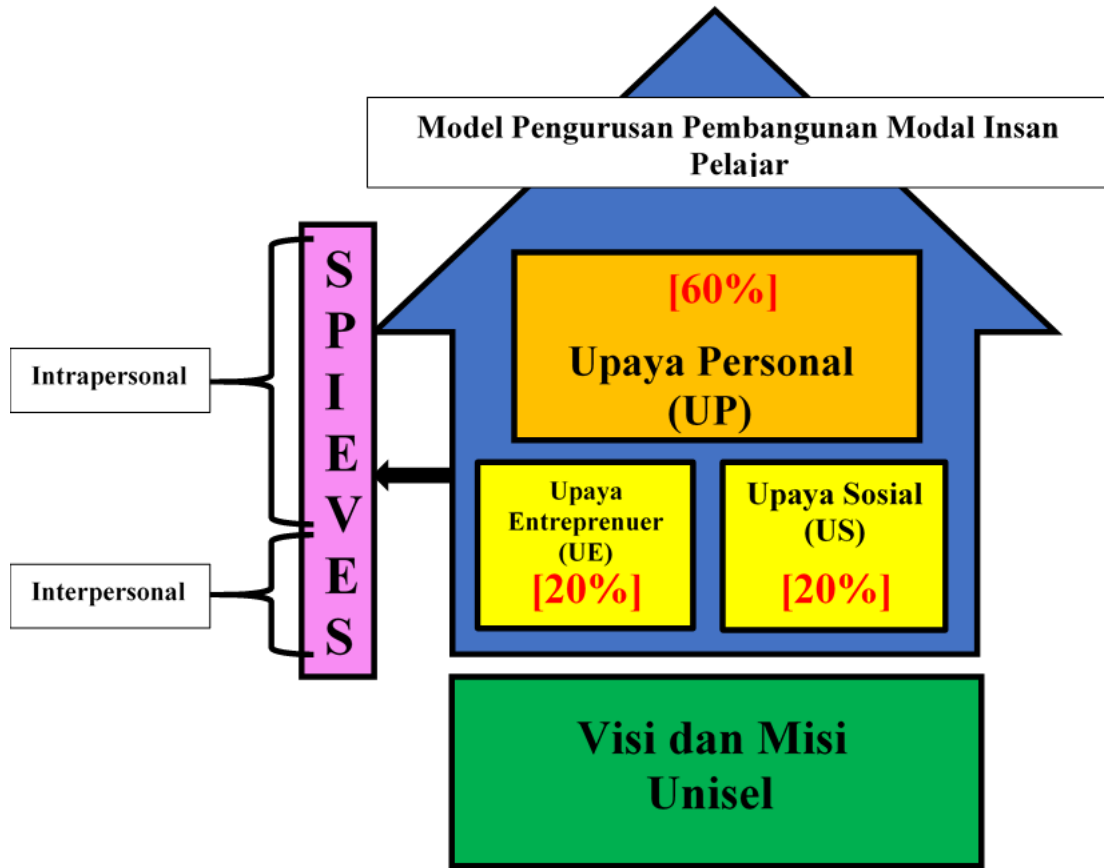 Model Pengurusan Pembangunan Modal Insan
Pelajar
S
P
I
E
V
E
S
Intrapersonal
Interpersonal
[60%]
Upaya Personal
(UP)
Upaya
Entreprenuer
(UE)
[20%]
Upaya Sosial
(US)
[20%]
Visi dan Misi
Unisel